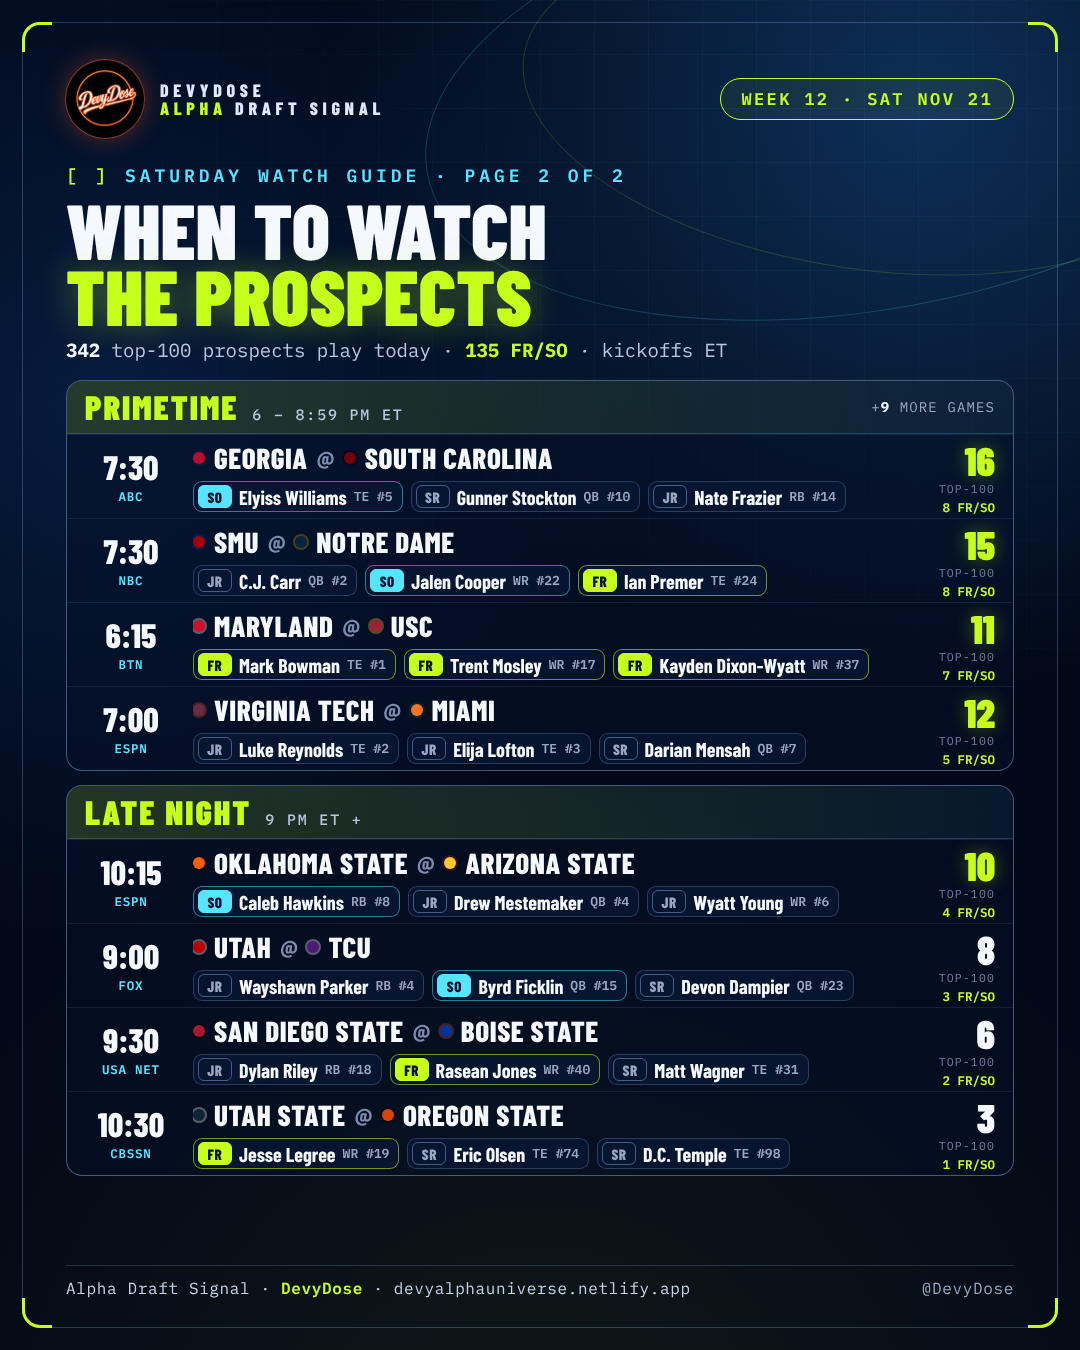 DevyDose
DEVYDOSE
ALPHA DRAFT SIGNAL
WEEK 12 · SAT NOV 21
[ ] SATURDAY WATCH GUIDE · PAGE 2 OF 2
WHEN TO WATCH
THE PROSPECTS
342 top-100 prospects play today · 135 FR/SO · kickoffs ET
PRIMETIME 6 – 8:59 PM ET
+9 MORE GAMES
7:30 ABC
GEORGIA @ SOUTH CAROLINA
SO Elyiss Williams TE #5 SR Gunner Stockton QB #10 JR Nate Frazier RB #14
16 TOP-100 8 FR/SO
7:30 NBC
SMU @ NOTRE DAME
JR C.J. Carr QB #2 SO Jalen Cooper WR #22 FR Ian Premer TE #24
15 TOP-100 8 FR/SO
6:15 BTN
MARYLAND @ USC
FR Mark Bowman TE #1 FR Trent Mosley WR #17 FR Kayden Dixon-Wyatt WR #37
11 TOP-100 7 FR/SO
7:00 ESPN
VIRGINIA TECH @ MIAMI
JR Luke Reynolds TE #2 JR Elija Lofton TE #3 SR Darian Mensah QB #7
12 TOP-100 5 FR/SO
LATE NIGHT 9 PM ET +
10:15 ESPN
OKLAHOMA STATE @ ARIZONA STATE
SO Caleb Hawkins RB #8 JR Drew Mestemaker QB #4 JR Wyatt Young WR #6
10 TOP-100 4 FR/SO
9:00 FOX
UTAH @ TCU
JR Wayshawn Parker RB #4 SO Byrd Ficklin QB #15 SR Devon Dampier QB #23
8 TOP-100 3 FR/SO
9:30 USA NET
SAN DIEGO STATE @ BOISE STATE
JR Dylan Riley RB #18 FR Rasean Jones WR #40 SR Matt Wagner TE #31
6 TOP-100 2 FR/SO
10:30 CBSSN
UTAH STATE @ OREGON STATE
FR Jesse Legree WR #19 SR Eric Olsen TE #74 SR D.C. Temple TE #98
3 TOP-100 1 FR/SO
Alpha Draft Signal · DevyDose · devyalphauniverse.netlify.app
@DevyDose